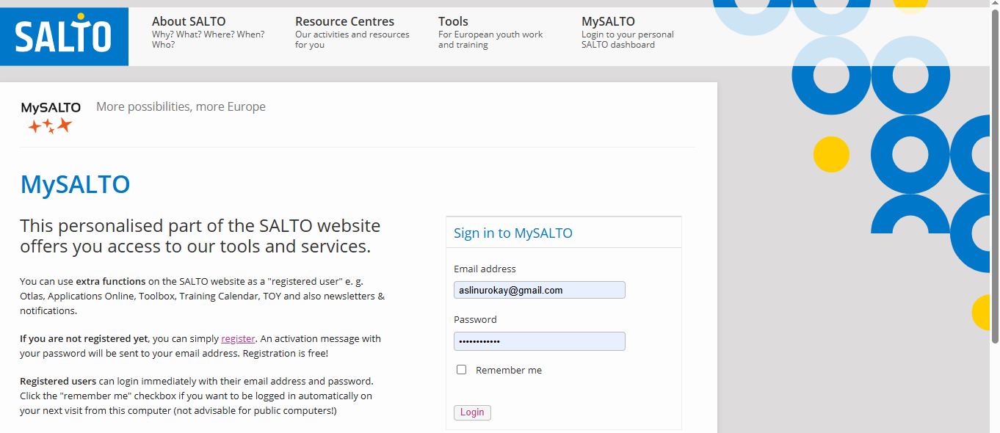 SALTO
About SALTO
Why? What? Where? When?
Who?
Resource Centres
Our activities and resources
for you
Tools
For European youth work
and training
MySALTO
Login to your personal
SALTO dashboard
MySALTO
More possibilities, more Europe
MySALTO
This personalised part of the SALTO website
offers you access to our tools and services.
You can use extra functions on the SALTO website as a "registered user" e. g.
Otlas, Applications Online, Toolbox, Training Calendar, TOY and also newsletters &
notifications.
If you are not registered yet, you can simply register. An activation message with
your password will be sent to your email address. Registration is free!
Registered users can login immediately with their email address and password.
Click the "remember me" checkbox if you want to be logged in automatically on
your next visit from this computer (not advisable for public computers!)
Sign in to MySALTO
Email address
aslinurokay@gmail.com
Password
••••••••••••
Remember me
Login